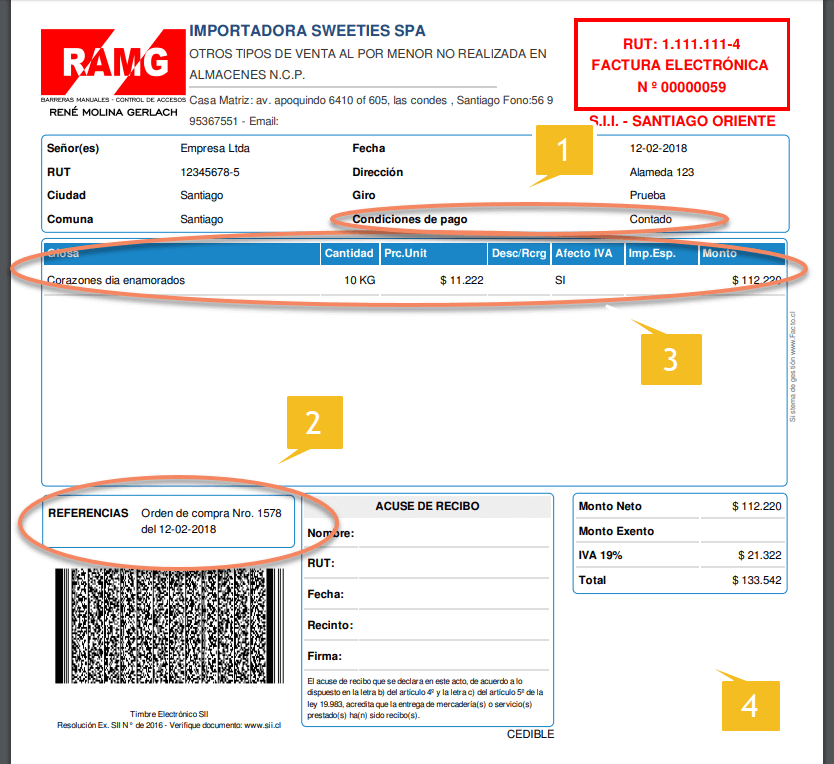 RAMG
BARRERAS MANUALES - CONTROL DE ACCESOS
RENÉ MOLINA GERLACH
IMPORTADORA SWEETIES SPA
OTROS TIPOS DE VENTA AL POR MENOR NO REALIZADA EN
ALMACENES N.C.P.
Casa Matriz: av. apoquindo 6410 of 605, las condes , Santiago Fono:56 9
95367551 - Email:
RUT: 1.111.111-4
FACTURA ELECTRÓNICA
N º 00000059
S.I.I. - SANTIAGO ORIENTE
1
Señor(es) Empresa Ltda Fecha 12-02-2018
RUT 12345678-5 Dirección Alameda 123
Ciudad Santiago Giro Prueba
Comuna Santiago Condiciones de pago Contado
Glosa Cantidad Prc.Unit Desc/Rcrg Afecto IVA Imp.Esp. Monto
Corazones dia enamorados 10 KG $ 11.222 SI $ 112.220
3
Sistema de gestión www.Facto.cl
2
REFERENCIAS Orden de compra Nro. 1578
del 12-02-2018
Timbre Electrónico SII
Resolución Ex. SII N° de 2016 - Verifique documento: www.sii.cl
ACUSE DE RECIBO
Nombre:
RUT:
Fecha:
Recinto:
Firma:
El acuse de recibo que se declara en este acto, de acuerdo a lo
dispuesto en la letra b) del artículo 4º y la letra c) del artículo 5º de la
ley 19.983, acredita que la entrega de mercadería(s) o servicio(s)
prestado(s) ha(n) sido recibo(s).
CEDIBLE
Monto Neto $ 112.220
Monto Exento
IVA 19% $ 21.322
Total $ 133.542
4